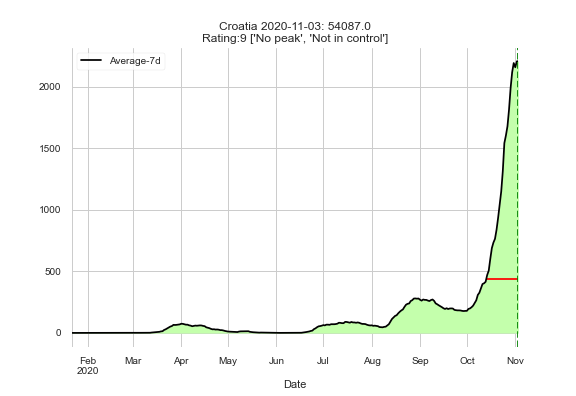 Croatia 2020-11-03: 54087.0
Rating:9 ['No peak', 'Not in control']
Average-7d
2000
1500
1000
500
0
Feb Mar Apr May Jun Jul Aug Sep Oct Nov
2020
Date